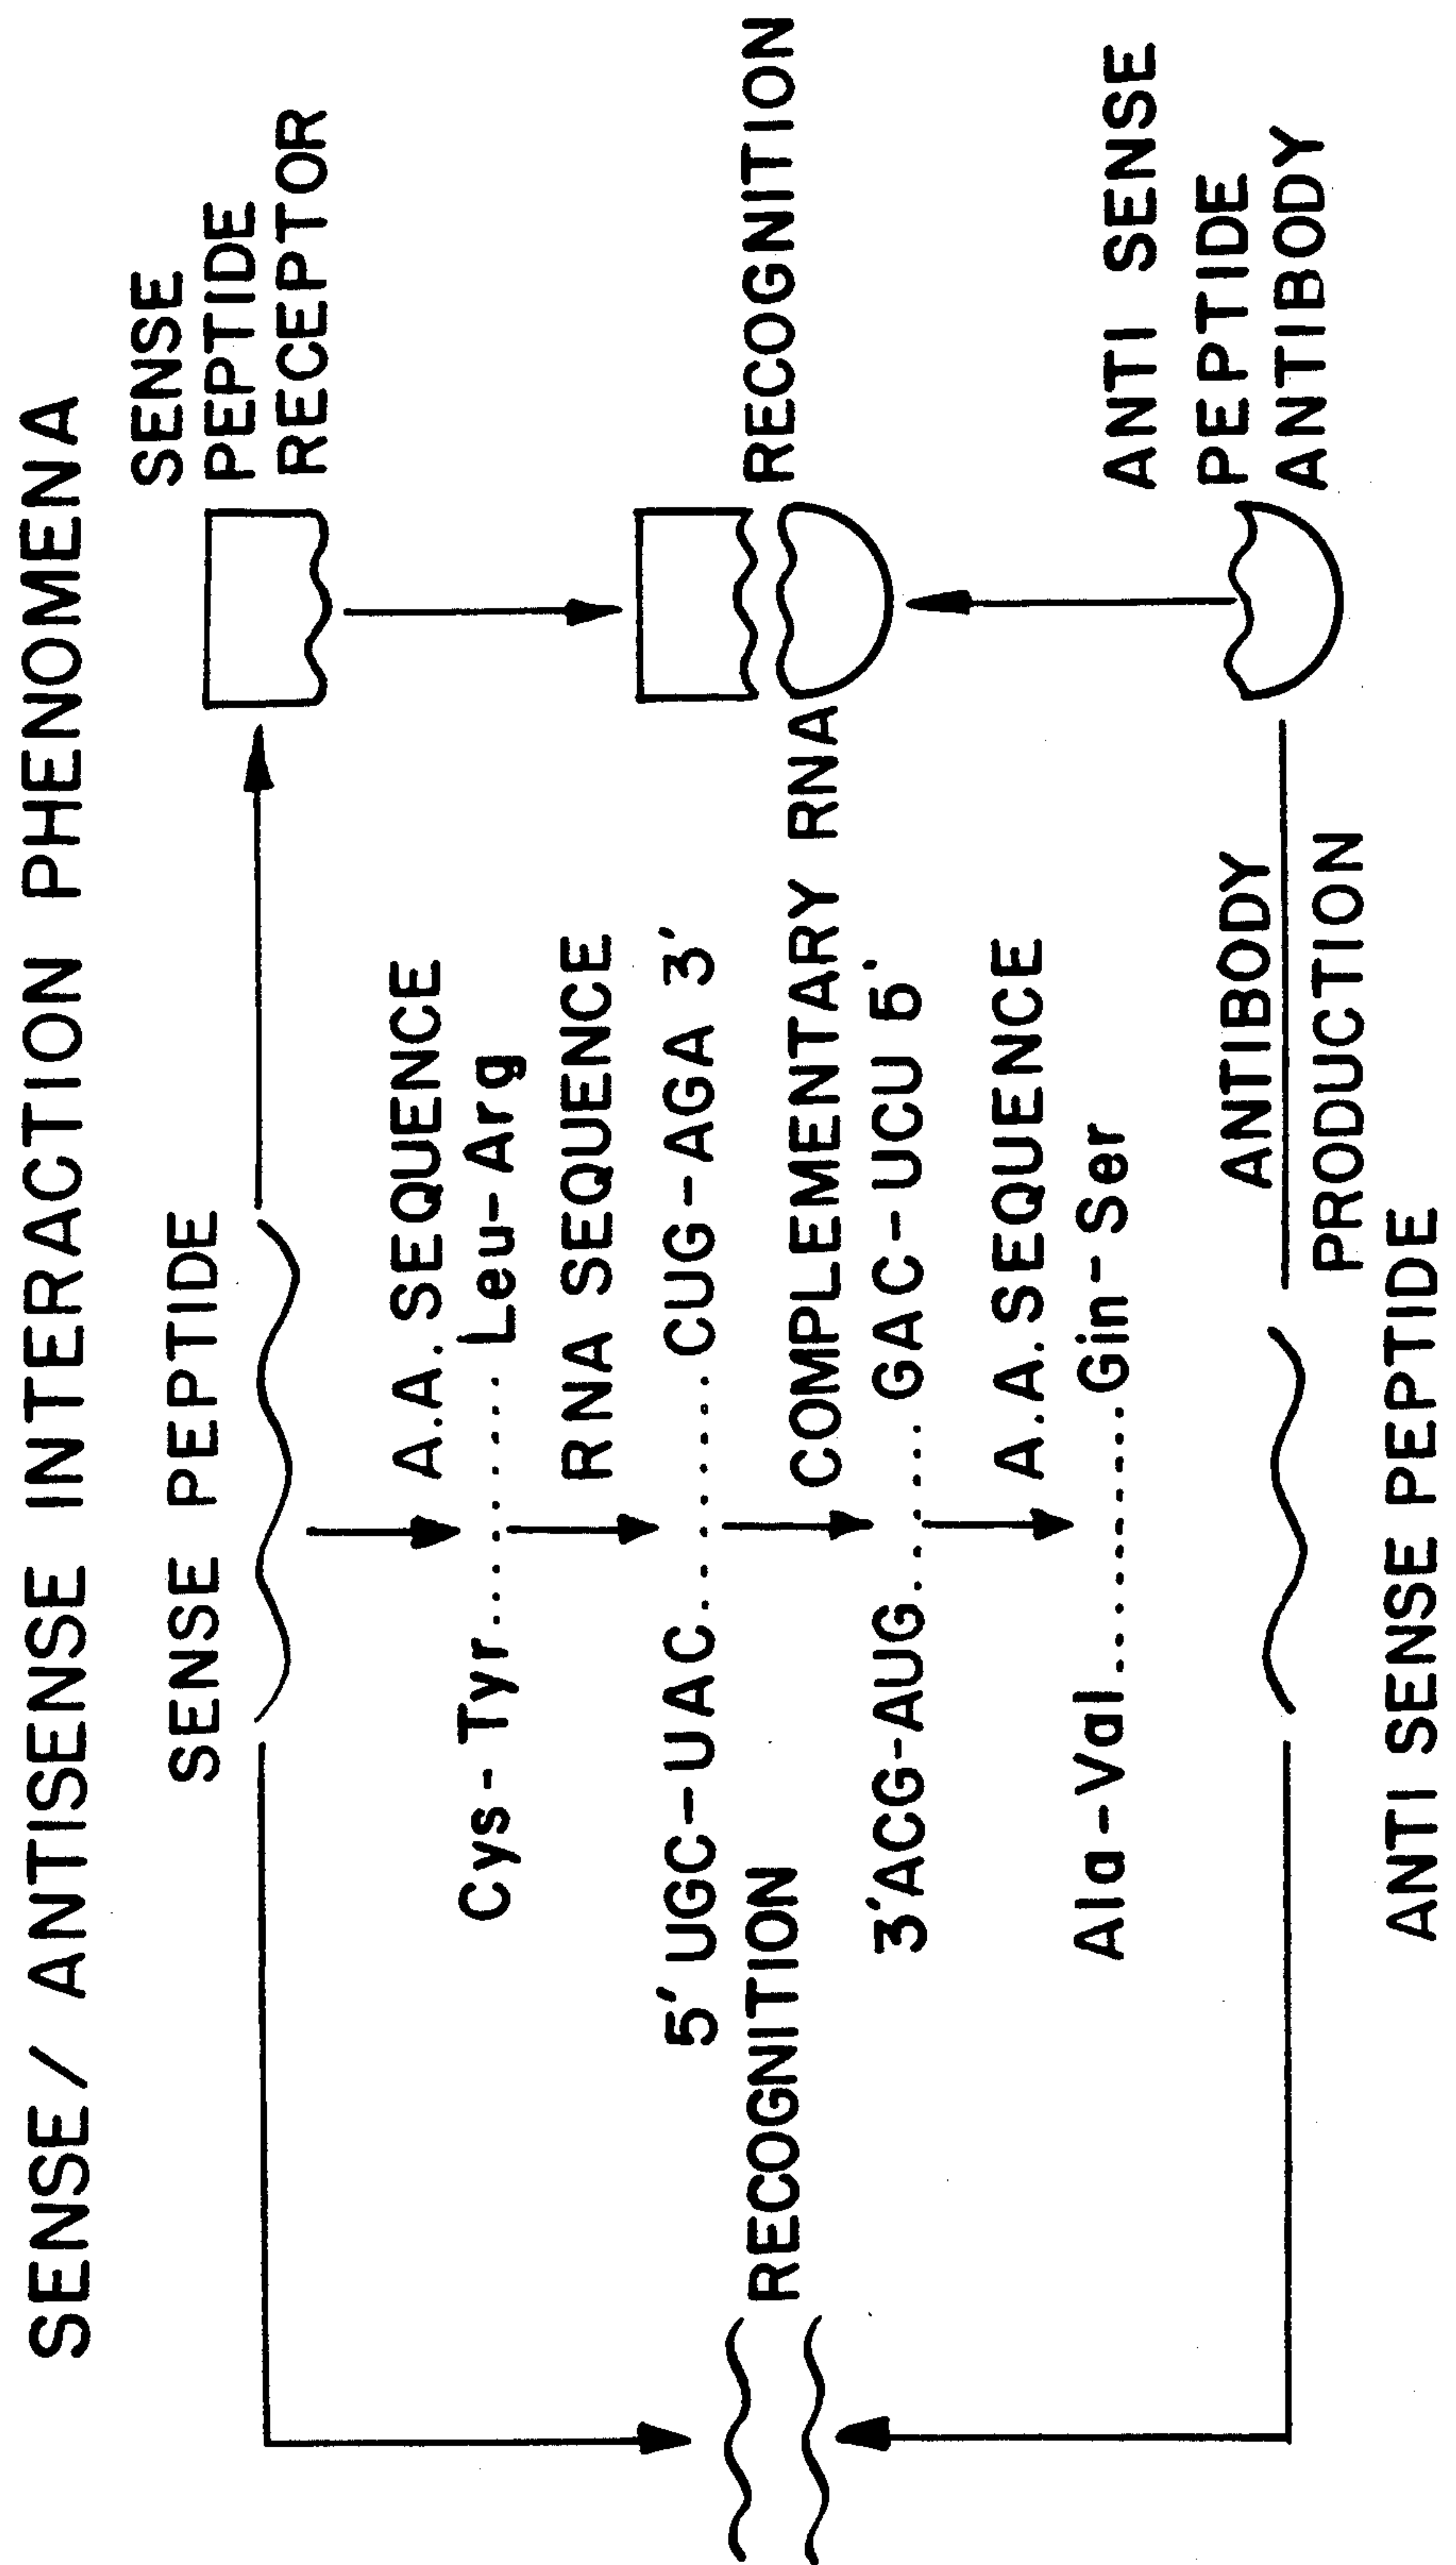 SENSE / ANTISENSE INTERACTION PHENOMENA
SENSE PEPTIDE
SENSE
PEPTIDE
RECEPTOR
A.A. SEQUENCE
Cys-Tyr............Leu-Arg
RNA SEQUENCE
5' UGC-UAC..........CUG-AGA 3'
RECOGNITION
RECOGNITION
COMPLEMENTARY RNA
3'ACG-AUG.........GAC-UCU 5'
A.A. SEQUENCE
Ala-Val............Gin-Ser
ANTI SENSE
PEPTIDE
ANTIBODY
ANTIBODY
PRODUCTION
ANTI SENSE PEPTIDE